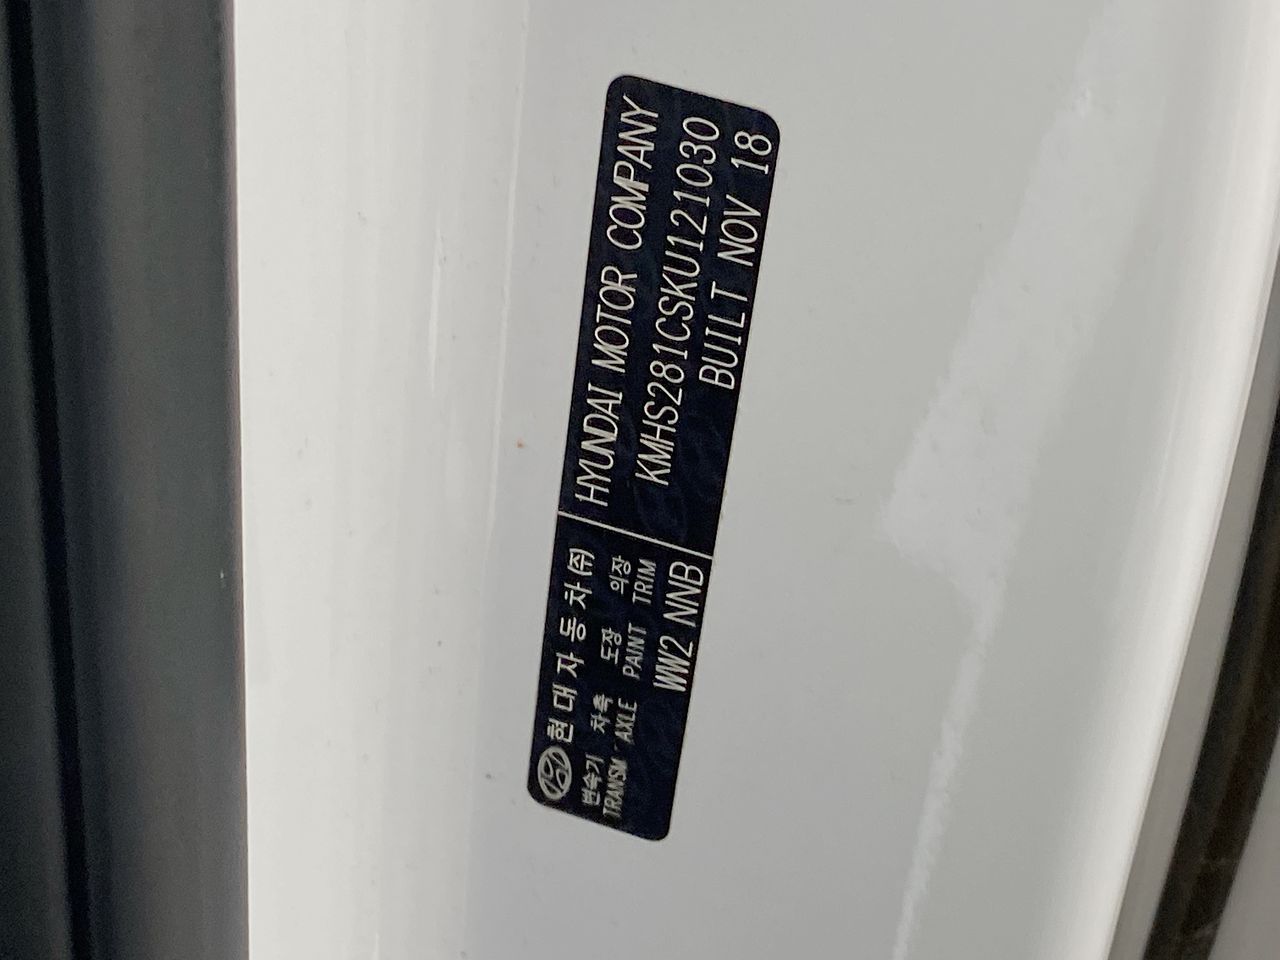 현대자동차(주)
변속기 차축 도장 의장
TRANSM AXLE PAINT TRIM
WW2 NNB
HYUNDAI MOTOR COMPANY
KMHS281CSKU121030
BUILT NOV 18